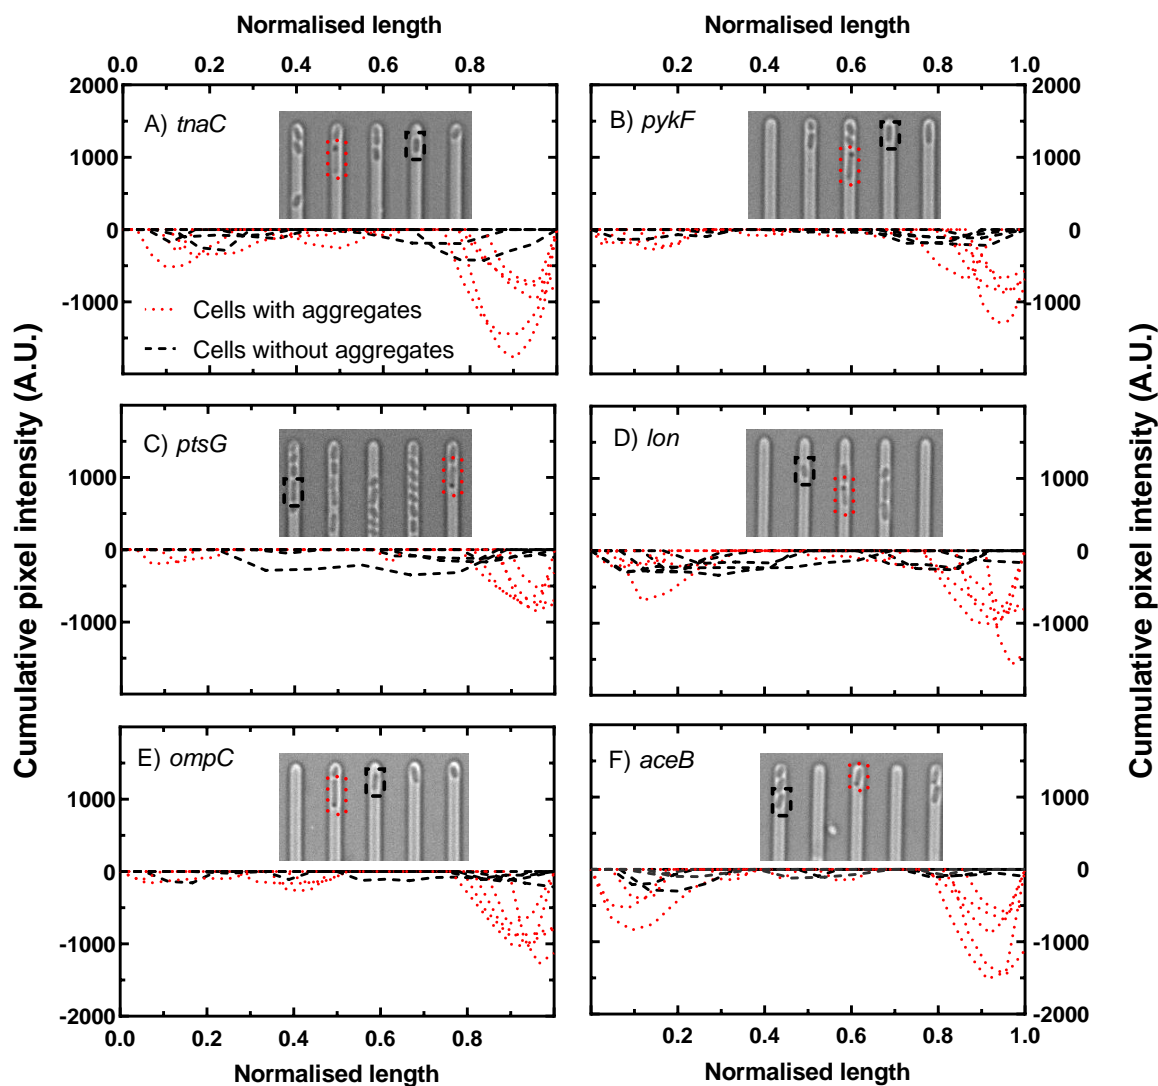 Normalised length
Normalised length
0.0 0.2 0.4 0.6 0.8
0.2 0.4 0.6 0.8 1.0
2000
1000
0
-1000
A) tnaC
Cells with aggregates
Cells without aggregates
B) pykF
2000
1000
0
1000
C) ptsG
1000
0
-1000
D) lon
1000
0
-1000
E) ompC
1000
0
-1000
-2000
F) aceB
1000
0
-1000
-2000
0.0 0.2 0.4 0.6 0.8
0.2 0.4 0.6 0.8 1.0
Normalised length
Normalised length
Cumulative pixel intensity (A.U.)
Cumulative pixel intensity (A.U.)